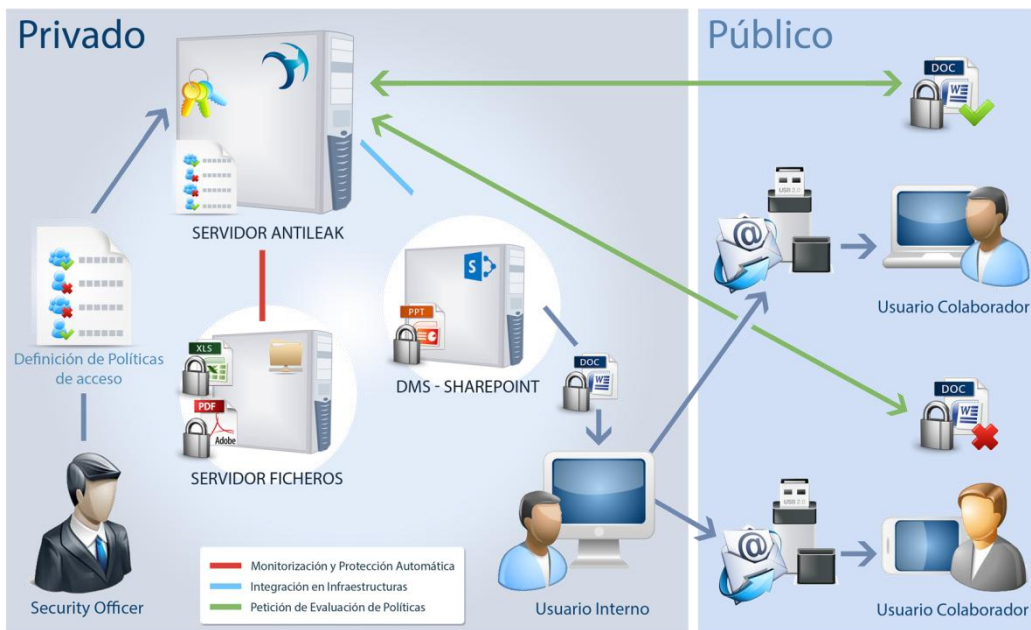 Privado
Público
DOC
W
USB 2.0
@
SERVIDOR ANTILEAK
S
PPT
P
DMS - SHAREPOINT
DOC
W
Definición de Políticas
de acceso
XLS
X
PDF
Adobe
SERVIDOR FICHEROS
Usuario Colaborador
DOC
W
USB 2.0
@
Security Officer
Monitorización y Protección Automática
Integración en Infraestructuras
Petición de Evaluación de Políticas
Usuario Interno
Usuario Colaborador